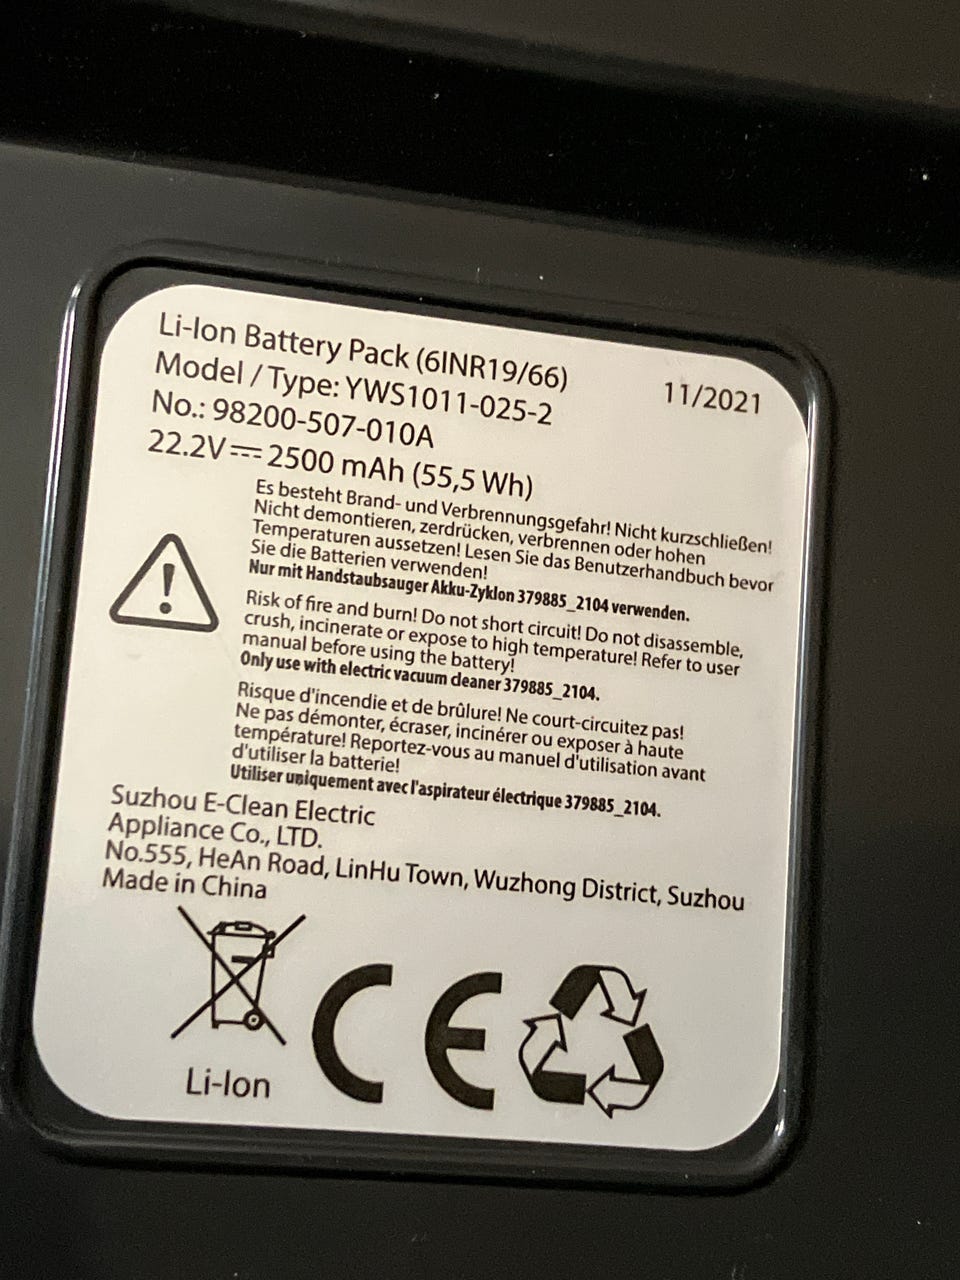 Li-Ion Battery Pack (6INR19/66)
11/2021
Model / Type: YWS1011-025-2
No.: 98200-507-010A
22.2V⎓2500 mAh (55,5 Wh)
Es besteht Brand- und Verbrennungsgefahr! Nicht kurzschließen!
Nicht demontieren, zerdrücken, verbrennen oder hohen
Temperaturen aussetzen! Lesen Sie das Benutzerhandbuch bevor
Sie die Batterien verwenden!
Nur mit Handstaubsauger Akku-Zyklon 379885_2104 verwenden.
Risk of fire and burn! Do not short circuit! Do not disassemble,
crush, incinerate or expose to high temperature! Refer to user
manual before using the battery!
Only use with electric vacuum cleaner 379885_2104.
Risque d'incendie et de brûlure! Ne court-circuitez pas!
Ne pas démonter, écraser, incinérer ou exposer à haute
température! Reportez-vous au manuel d'utilisation avant
d'utiliser la batterie!
Utiliser uniquement avec l'aspirateur électrique 379885_2104.
Suzhou E-Clean Electric
Appliance Co., LTD.
No.555, HeAn Road, LinHu Town, Wuzhong District, Suzhou
Made in China
CE
Li-Ion